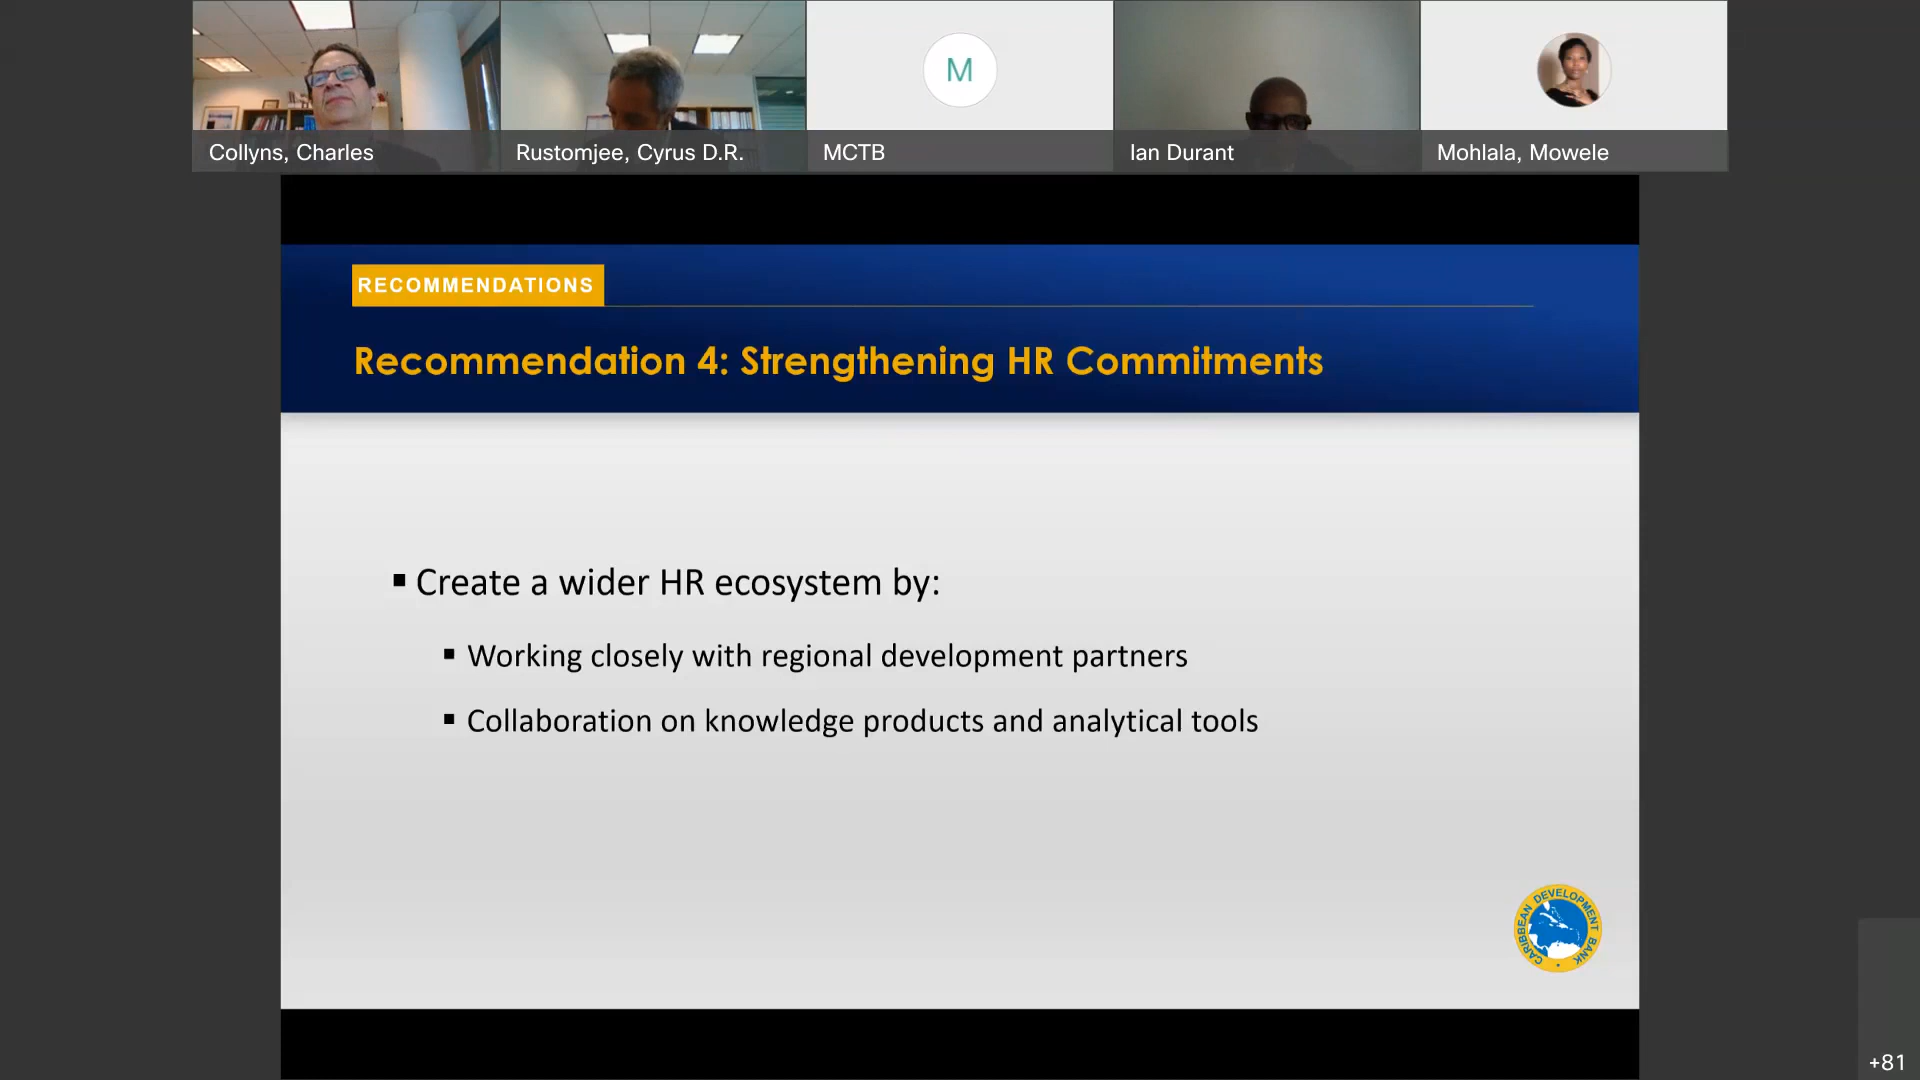 Collyns, Charles
Rustomjee, Cyrus D.R.
M
MCTB
Ian Durant
Mohlala, Mowele
RECOMMENDATIONS
Recommendation 4: Strengthening HR Commitments
▪ Create a wider HR ecosystem by:
▪ Working closely with regional development partners
▪ Collaboration on knowledge products and analytical tools
CARIBBEAN DEVELOPMENT BANK
+81